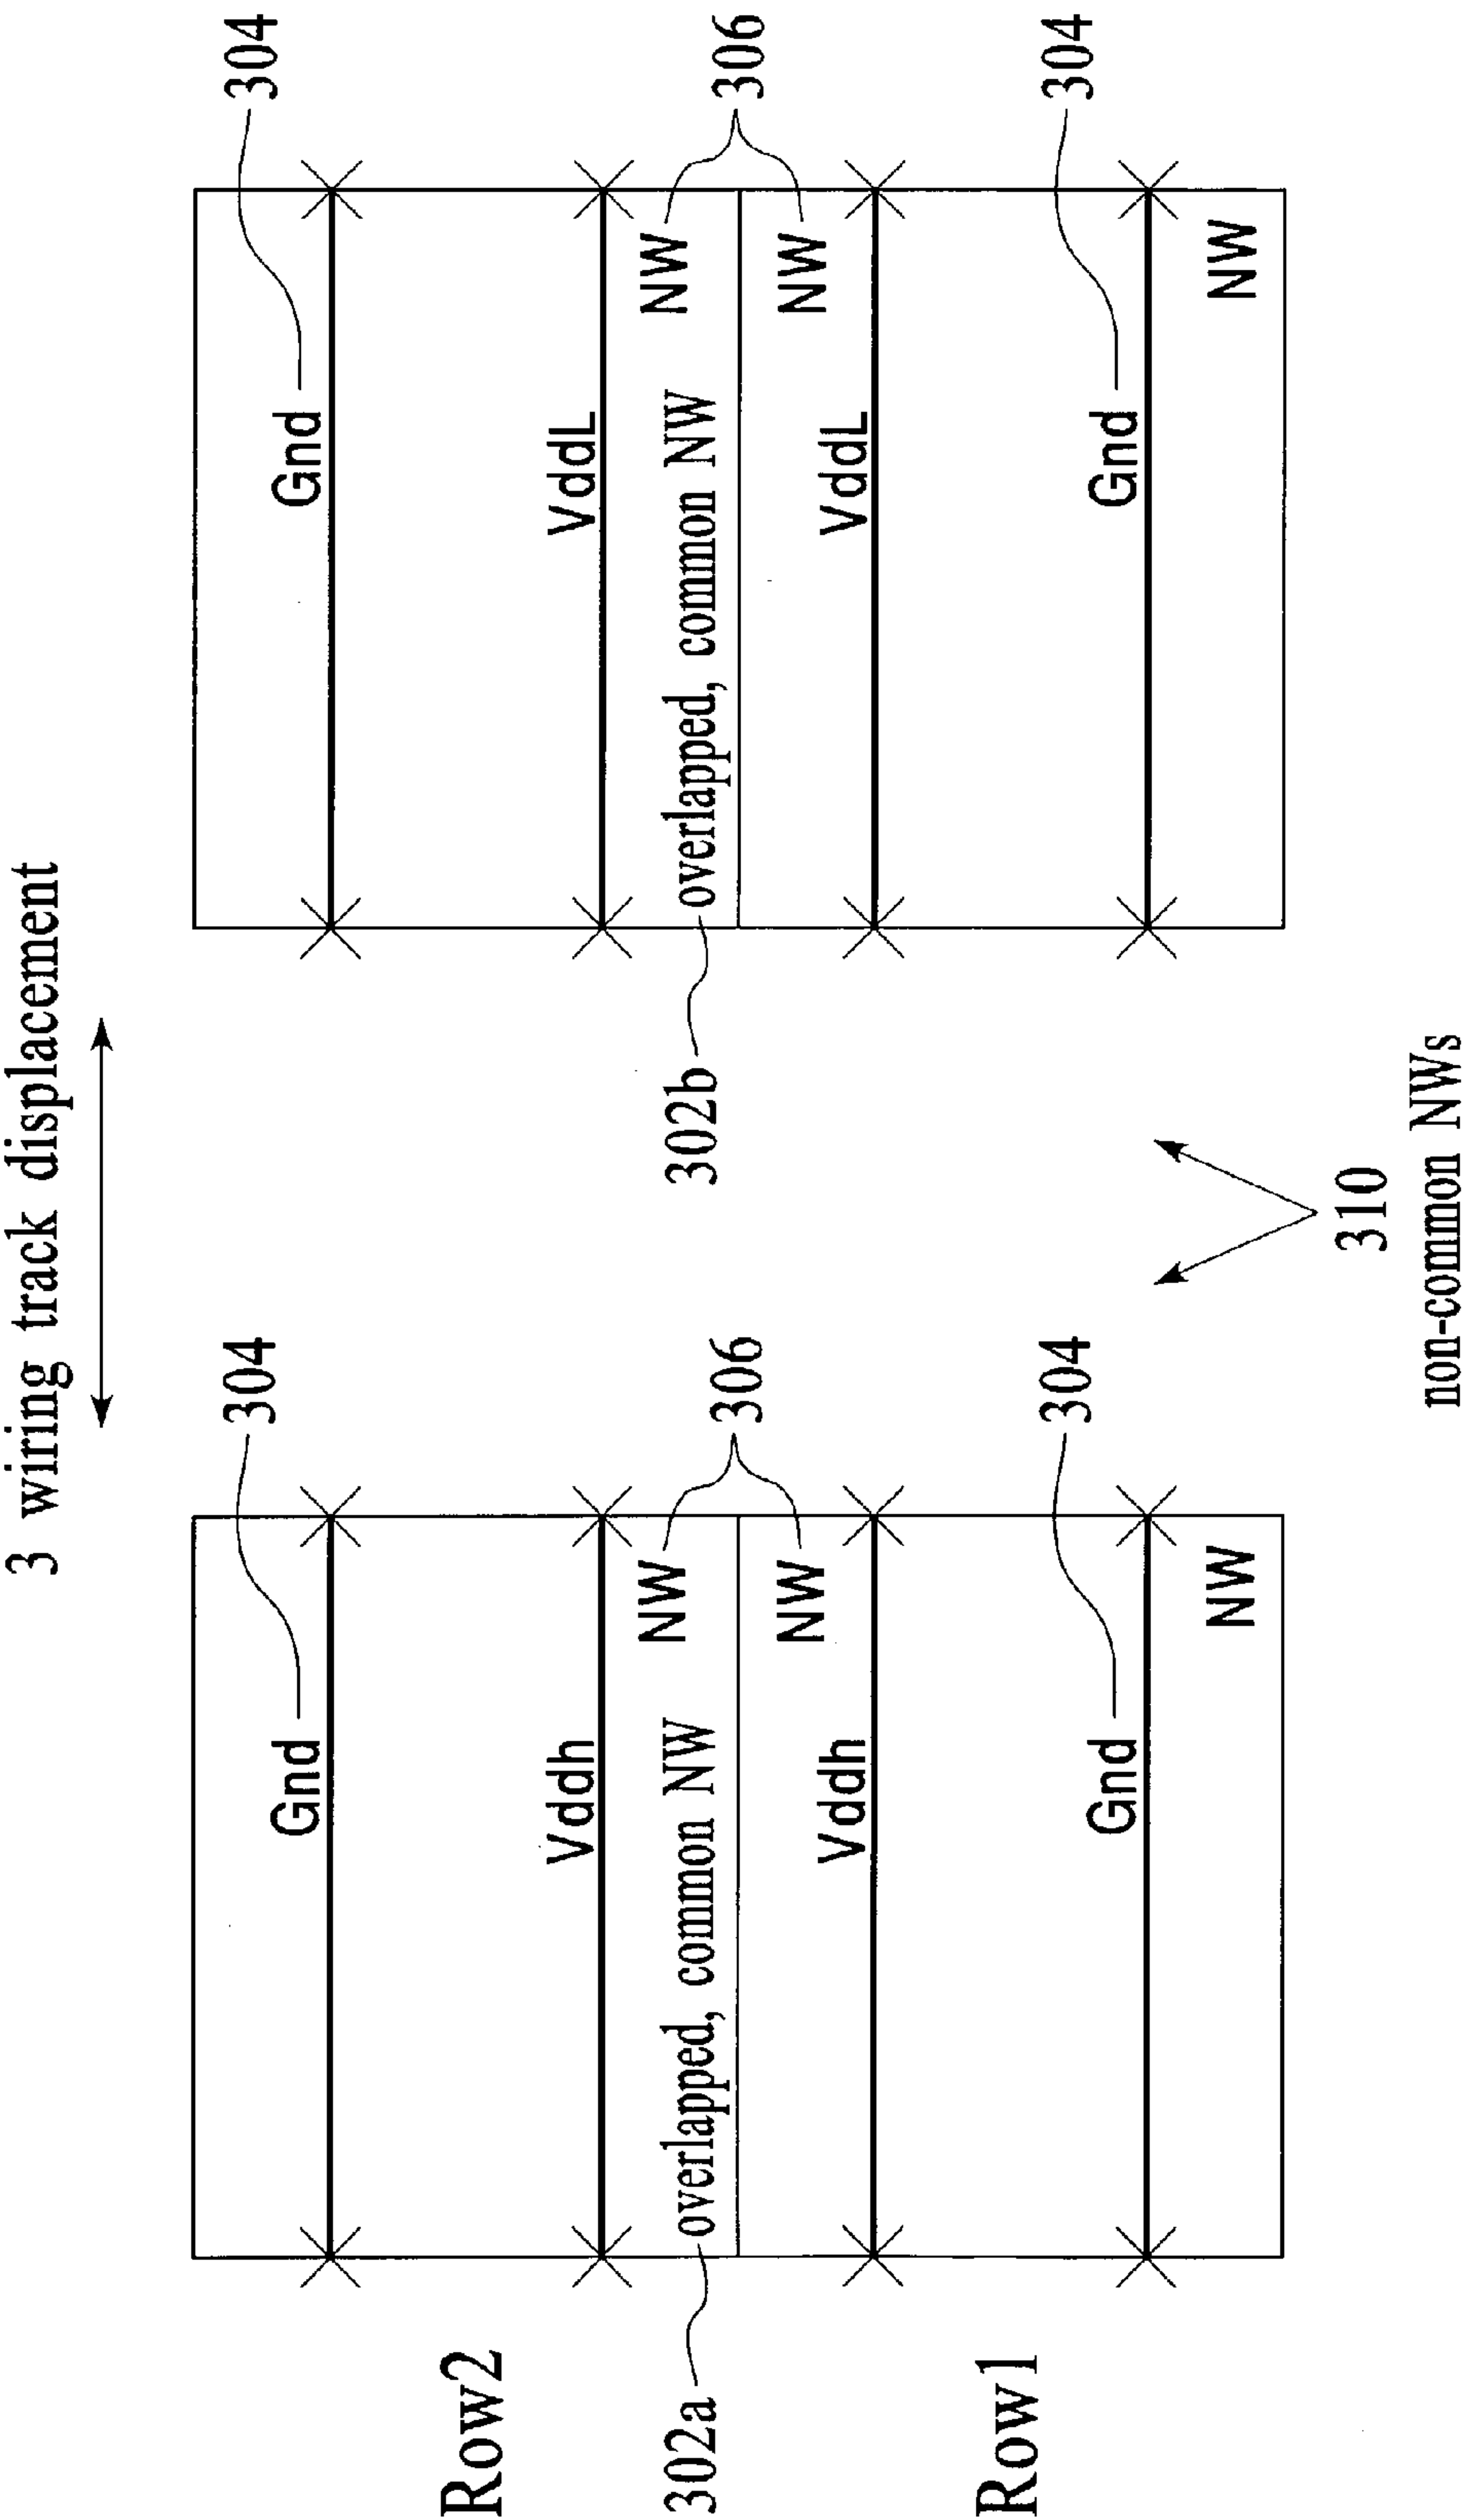 3 wiring track displacement
304
304
Gnd
Gnd
Row2
Vddh
VddL
NW
306
NW
306
302a
overlapped, common NW
302b
overlapped, common NW
NW
NW
Vddh
VddL
Row1
304
304
Gnd
Gnd
NW
NW
310
non-common NWs